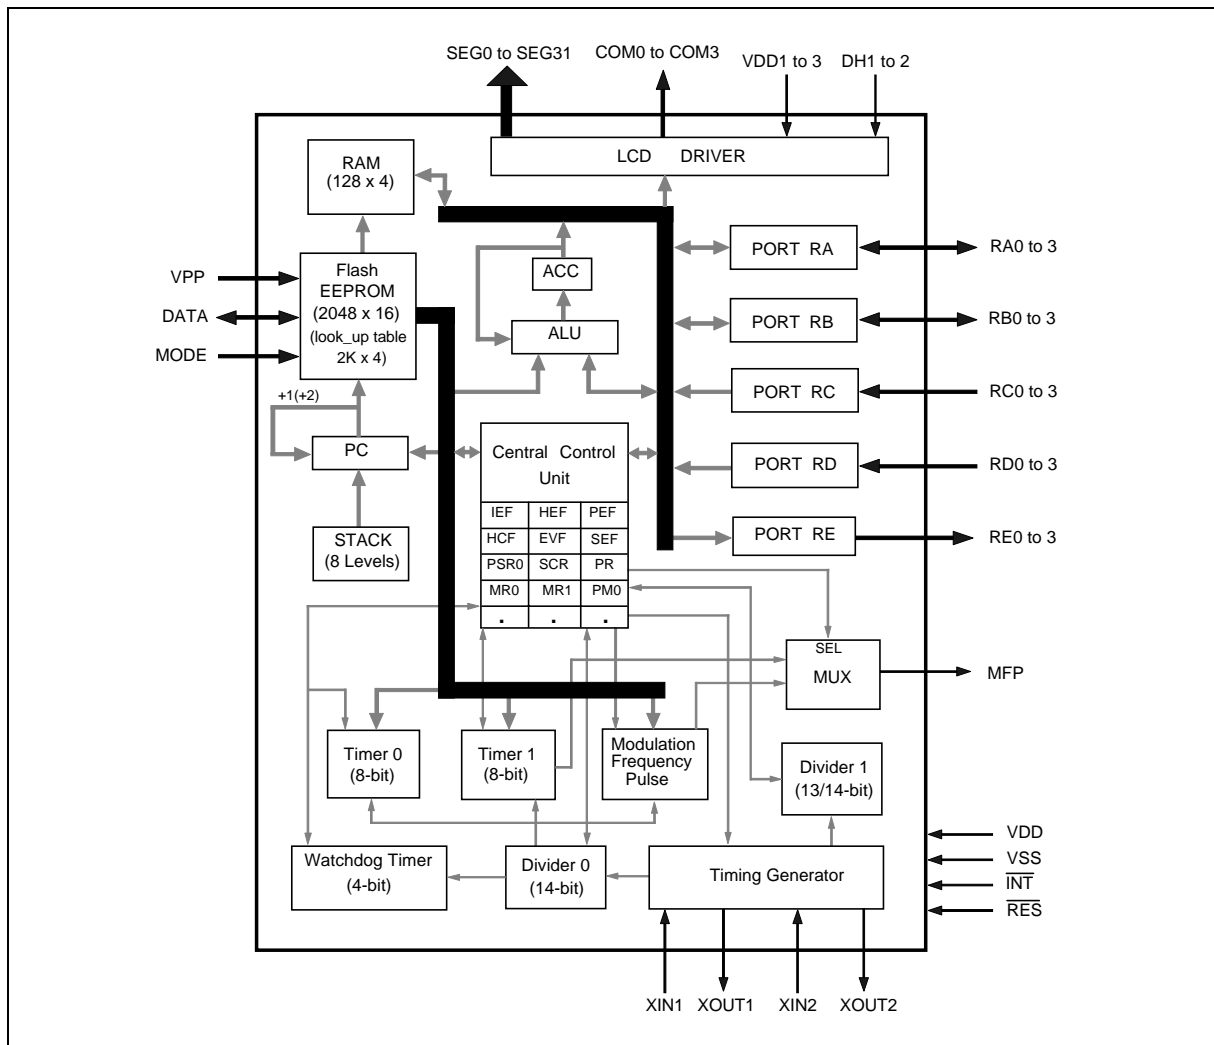 SEG0 to SEG31
COM0 to COM3
VDD1 to 3
DH1 to 2
LCD DRIVER
RAM
(128 x 4)
VPP
DATA
MODE
Flash
EEPROM
(2048 x 16)
(look_up table
2K x 4)
ACC
ALU
PORT RA
RA0 to 3
PORT RB
RB0 to 3
PORT RC
RC0 to 3
PORT RD
RD0 to 3
PORT RE
RE0 to 3
+1(+2)
PC
STACK
(8 Levels)
Central Control
Unit
IEF HEF PEF
HCF EVF SEF
PSR0 SCR PR
MR0 MR1 PM0
. . .
SEL
MUX
MFP
Timer 0
(8-bit)
Timer 1
(8-bit)
Modulation
Frequency
Pulse
Divider 1
(13/14-bit)
Watchdog Timer
(4-bit)
Divider 0
(14-bit)
Timing Generator
VDD
VSS
INT
RES
XIN1
XOUT1
XIN2
XOUT2